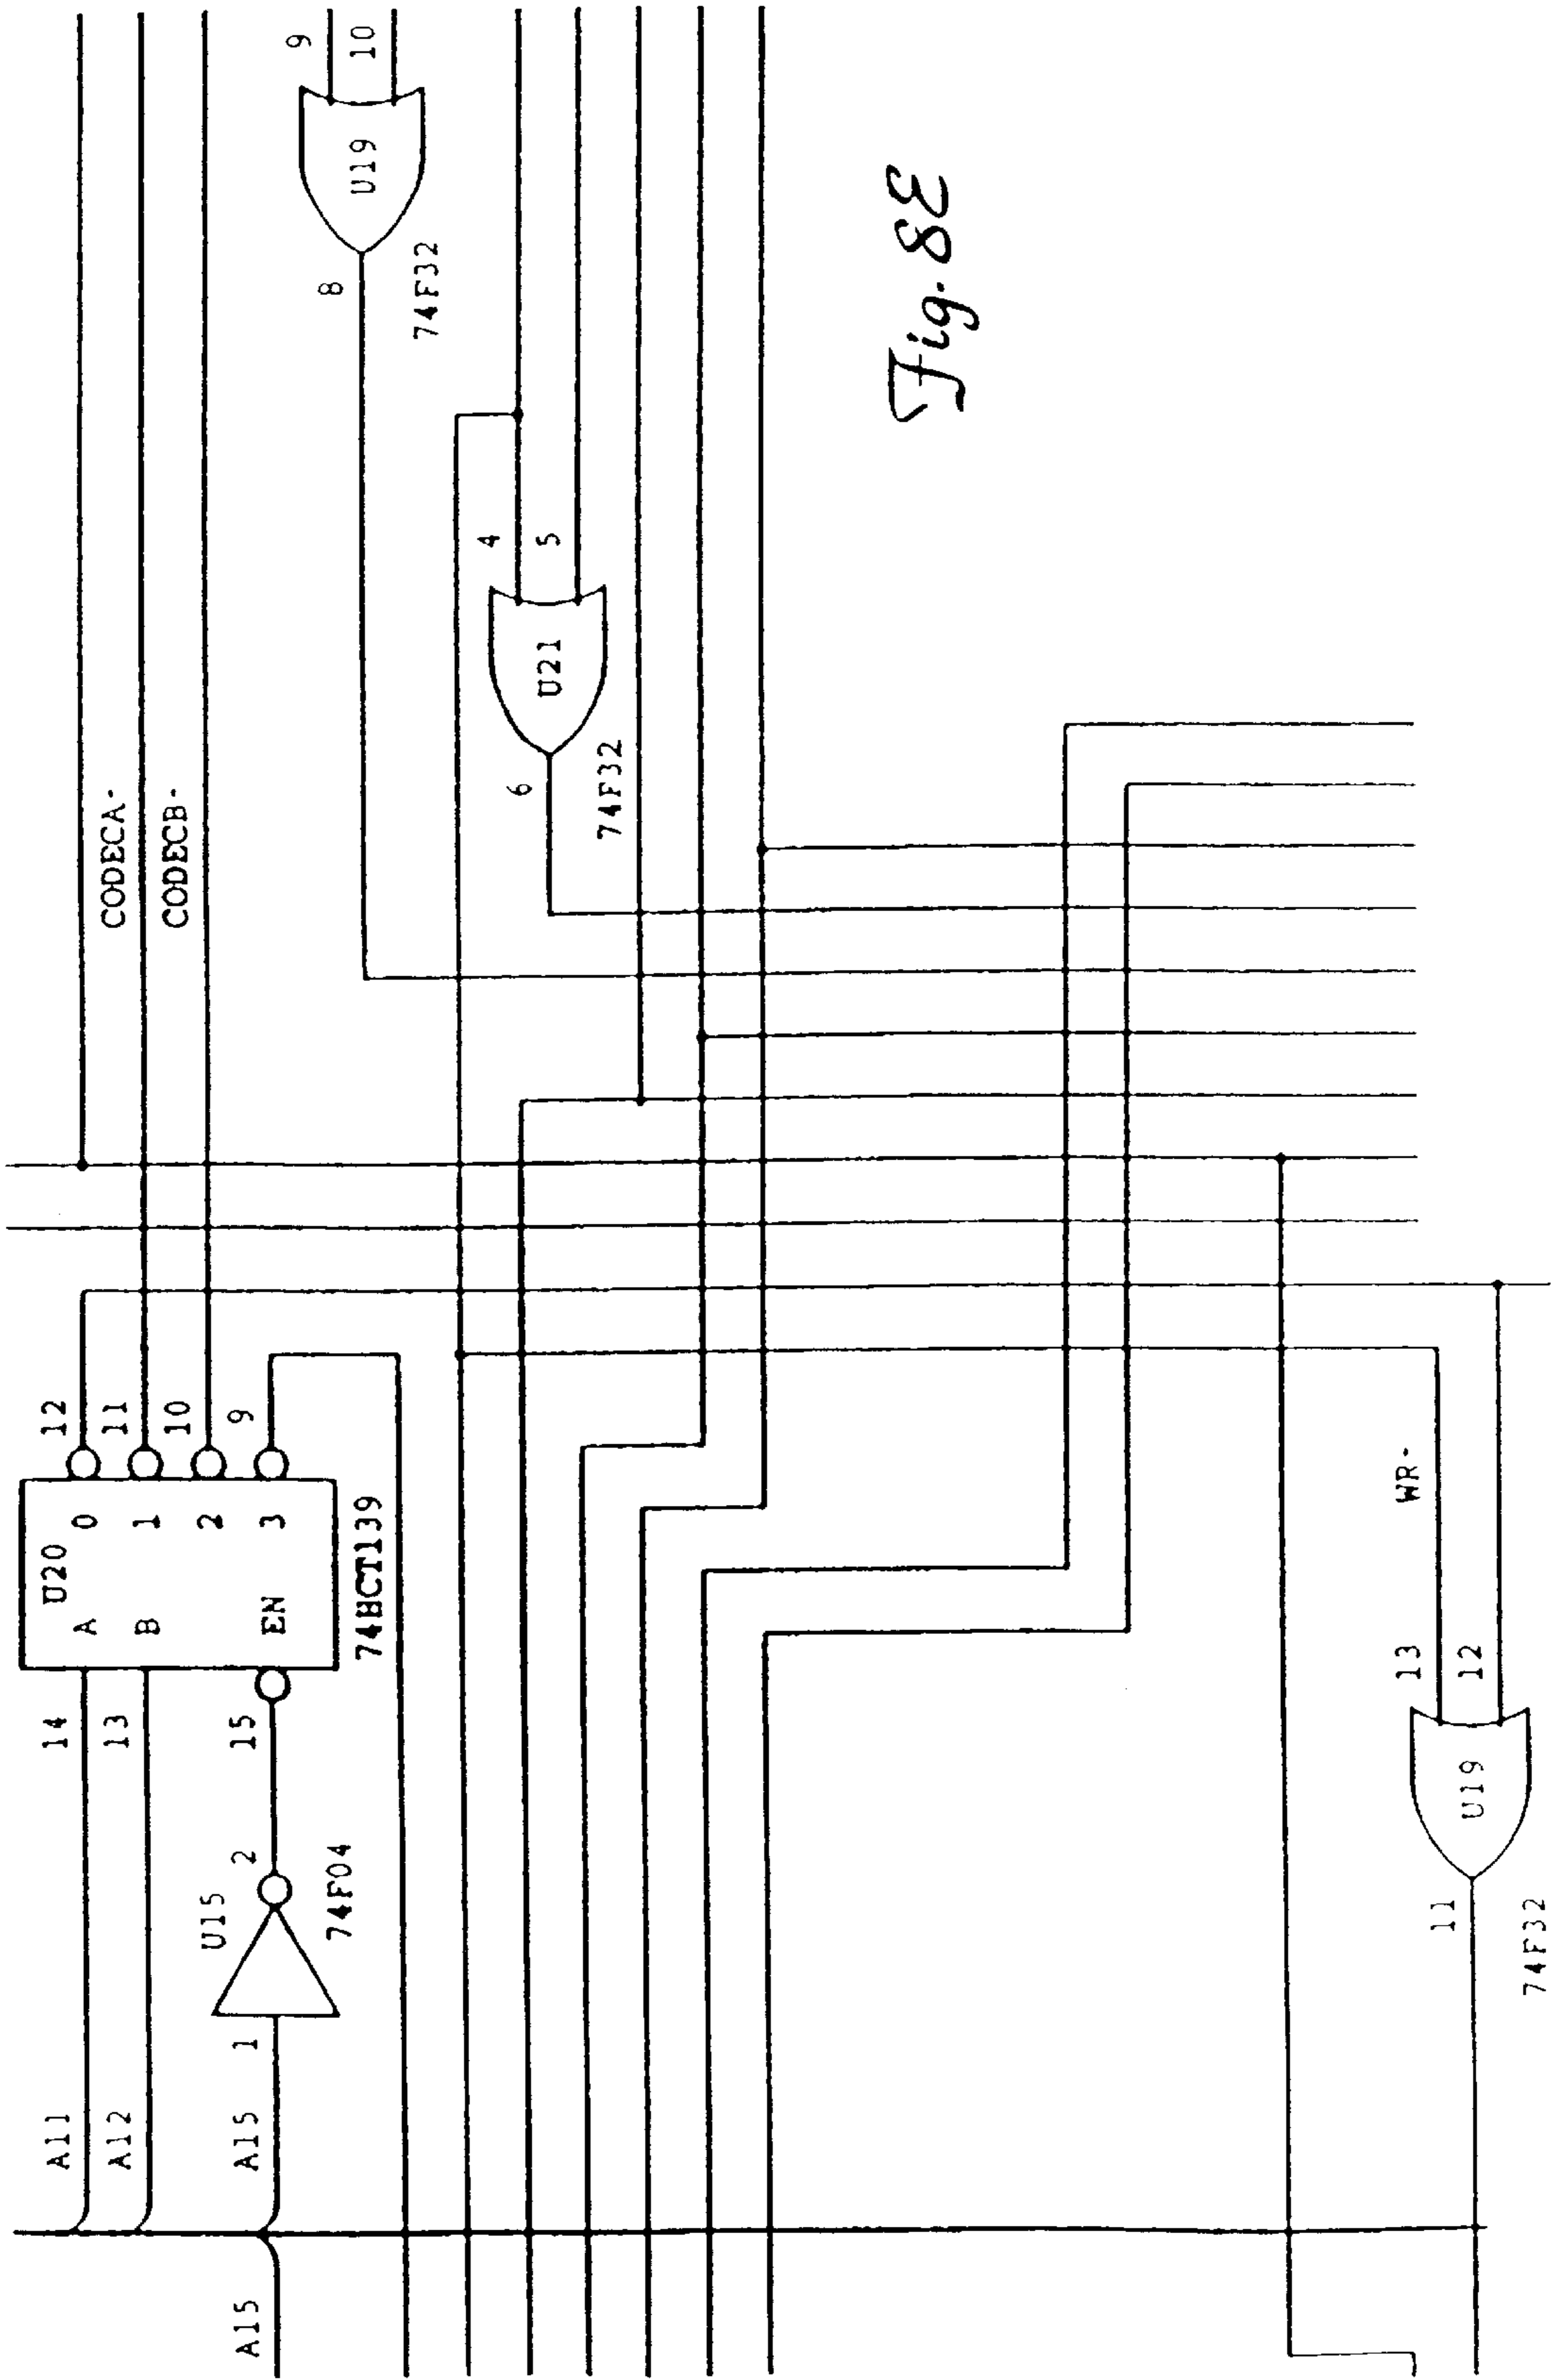 A11 14 U20 12
A 0
A12 13 11 CODECA-
B 1
10 CODECB-
U15 2
A15 A15 1 2 15 9
EN 3
9
74F04 8
74BCT139 U19 10
74F32
4
6
U21 5
74F32
Fig. 8E
13 WR-
11
U19 12
74F32